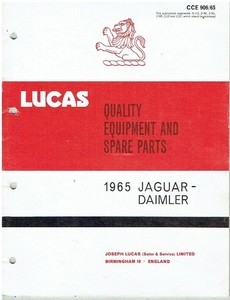 CCE 906/65
LUCAS
QUALITY
EQUIPMENT AND
SPARE PARTS
1965 JAGUAR -
DAIMLER
JOSEPH LUCAS (Sales & Service) LIMITED
BIRMINGHAM 18 · ENGLAND